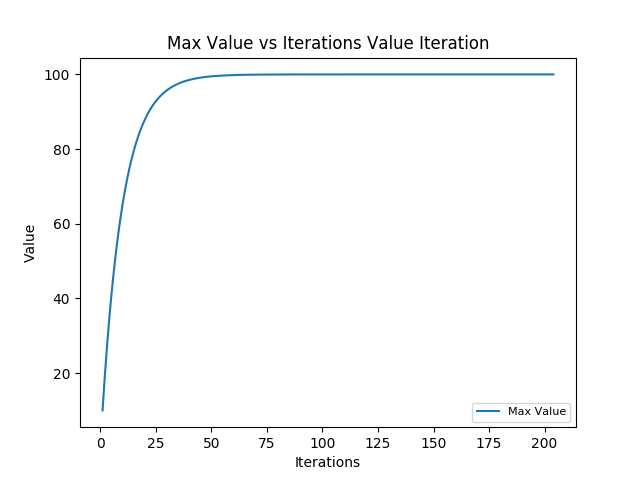 Max Value vs Iterations Value Iteration
Value
100
80
60
40
20
Max Value
0 25 50 75 100 125 150 175 200
Iterations